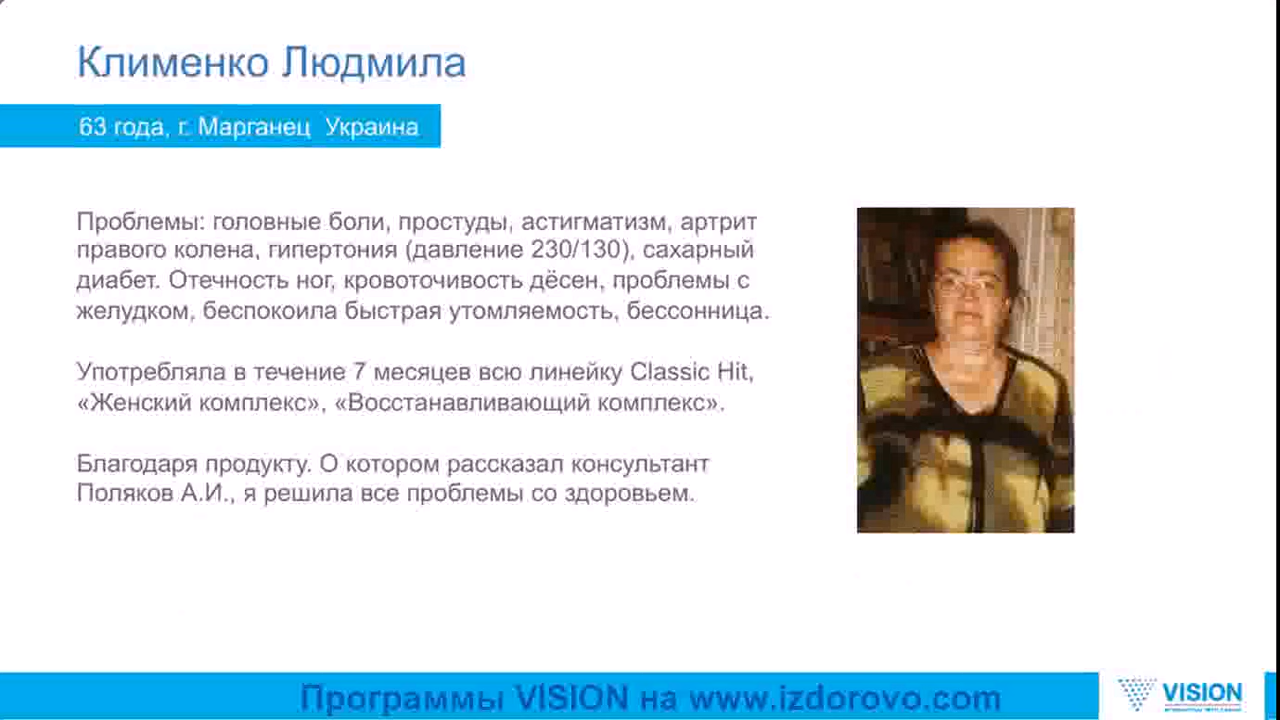 Клименко Людмила
63 года, г. Марганец Украина
Проблемы: головные боли, простуды, астигматизм, артрит
правого колена, гипертония (давление 230/130), сахарный
диабет. Отечность ног, кровоточивость дёсен, проблемы с
желудком, беспокоила быстрая утомляемость, бессонница.
Употребляла в течение 7 месяцев всю линейку Classic Hit,
«Женский комплекс», «Восстанавливающий комплекс».
Благодаря продукту. О котором рассказал консультант
Поляков А.И., я решила все проблемы со здоровьем.
Программы VISION на www.izdorovo.com
VISION